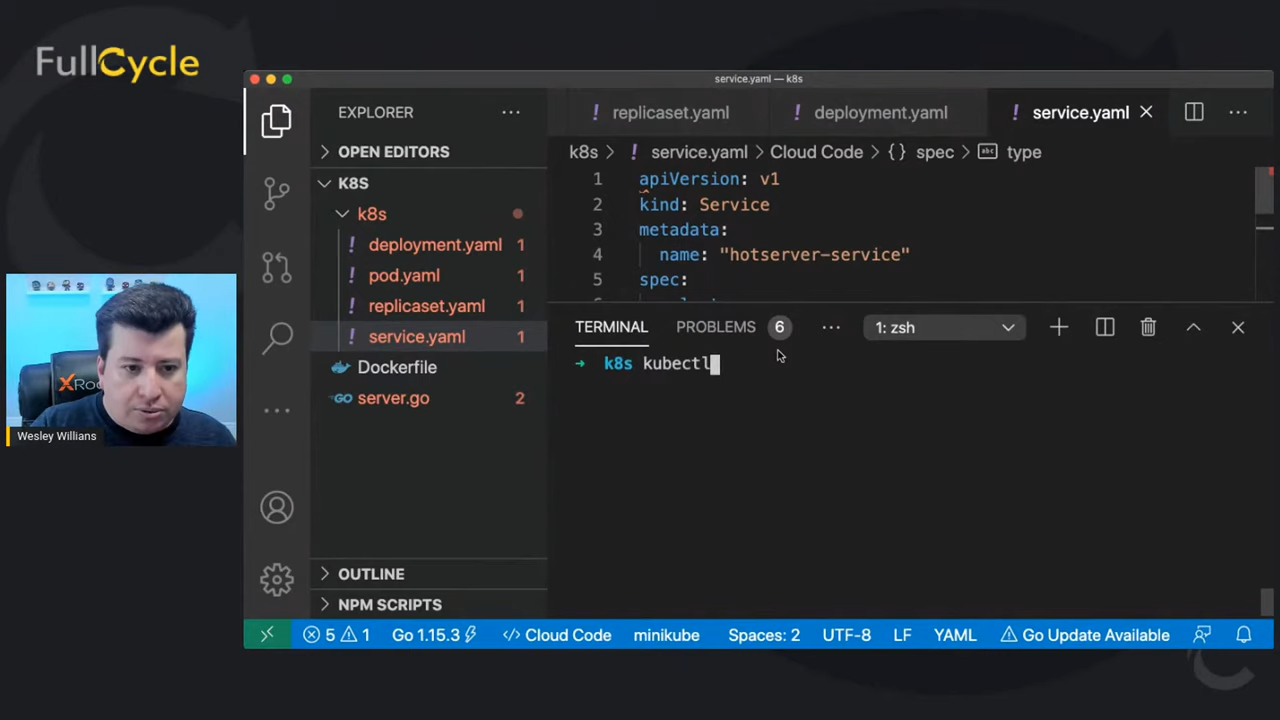 FullCycle
service.yaml — k8s
EXPLORER ···
! replicaset.yaml ! deployment.yaml ! service.yaml
OPEN EDITORS
k8s > ! service.yaml > Cloud Code > {} spec > abc type
K8S
1 apiVersion: v1
k8s
2 kind: Service
3 metadata:
! deployment.yaml 1
4 name: "hotserver-service"
! pod.yaml 1
5 spec:
! replicaset.yaml 1
! service.yaml 1
TERMINAL PROBLEMS 6 ··· 1: zsh
Dockerfile
→ k8s kubectl
GO server.go 2
XRoc
Wesley Willians
OUTLINE
NPM SCRIPTS
5 1 Go 1.15.3 </> Cloud Code minikube Spaces: 2 UTF-8 LF YAML Go Update Available